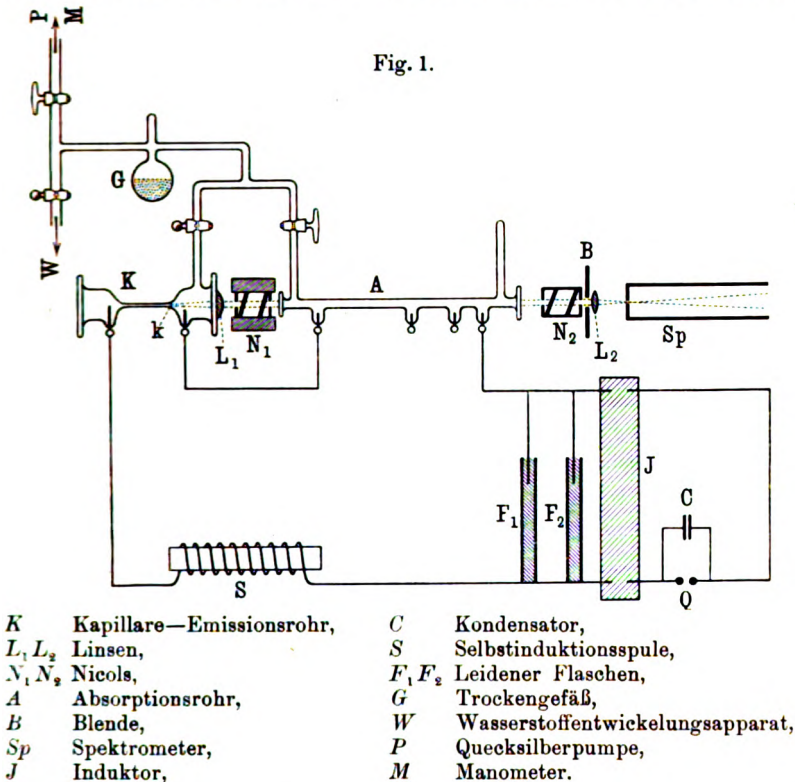 P M
Fig. 1.
G
W
K
A
B
k
L₁
N₁
N₂
L₂
Sp
J
F₁
F₂
C
S
Q
K Kapillare—Emissionsrohr,
L₁ L₂ Linsen,
N₁ N₂ Nicols,
A Absorptionsrohr,
B Blende,
Sp Spektrometer,
J Induktor,
C Kondensator,
S Selbstinduktionsspule,
F₁ F₂ Leidener Flaschen,
G Trockengefäß,
W Wasserstoffentwickelungsapparat,
P Quecksilberpumpe,
M Manometer.